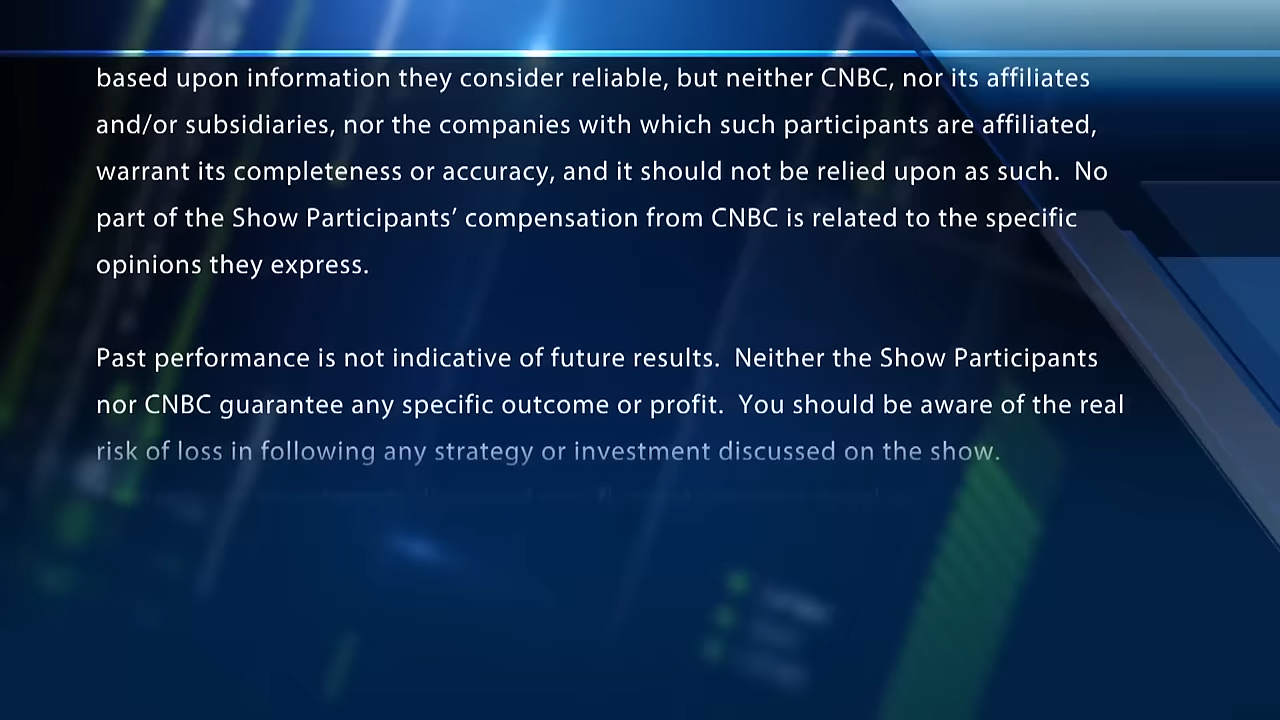 based upon information they consider reliable, but neither CNBC, nor its affiliates
and/or subsidiaries, nor the companies with which such participants are affiliated,
warrant its completeness or accuracy, and it should not be relied upon as such.  No
part of the Show Participants’ compensation from CNBC is related to the specific
opinions they express.
Past performance is not indicative of future results.  Neither the Show Participants
nor CNBC guarantee any specific outcome or profit.  You should be aware of the real
risk of loss in following any strategy or investment discussed on the show.